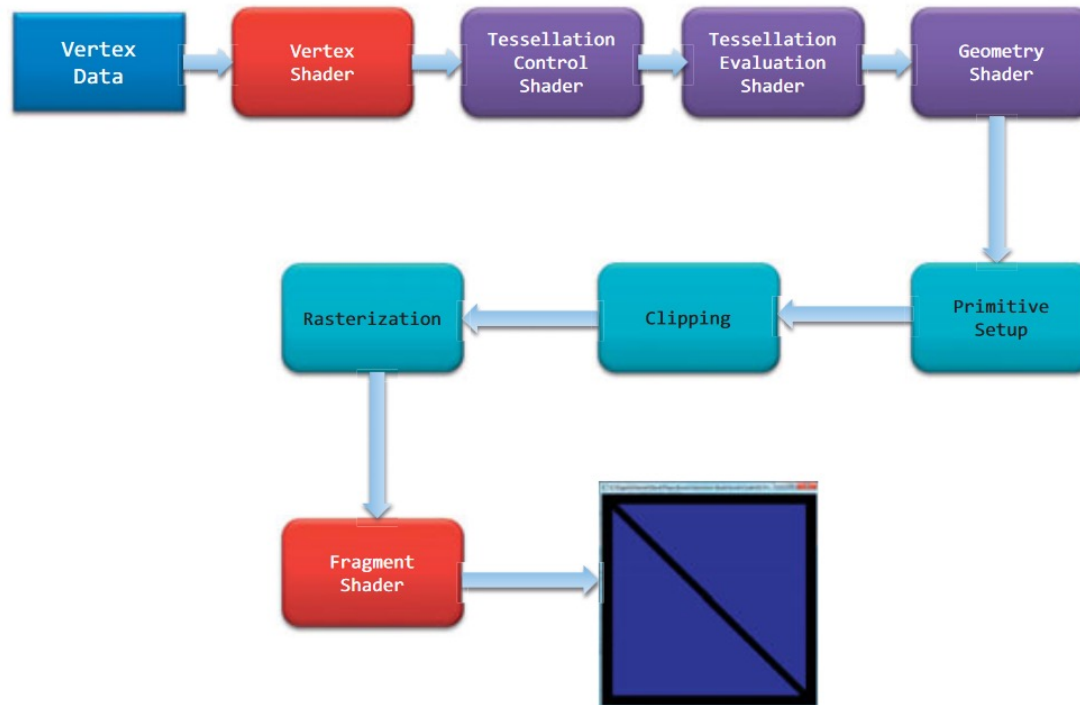 Vertex
Data
Vertex
Shader
Tessellation
Control
Shader
Tessellation
Evaluation
Shader
Geometry
Shader
Primitive
Setup
Clipping
Rasterization
Fragment
Shader